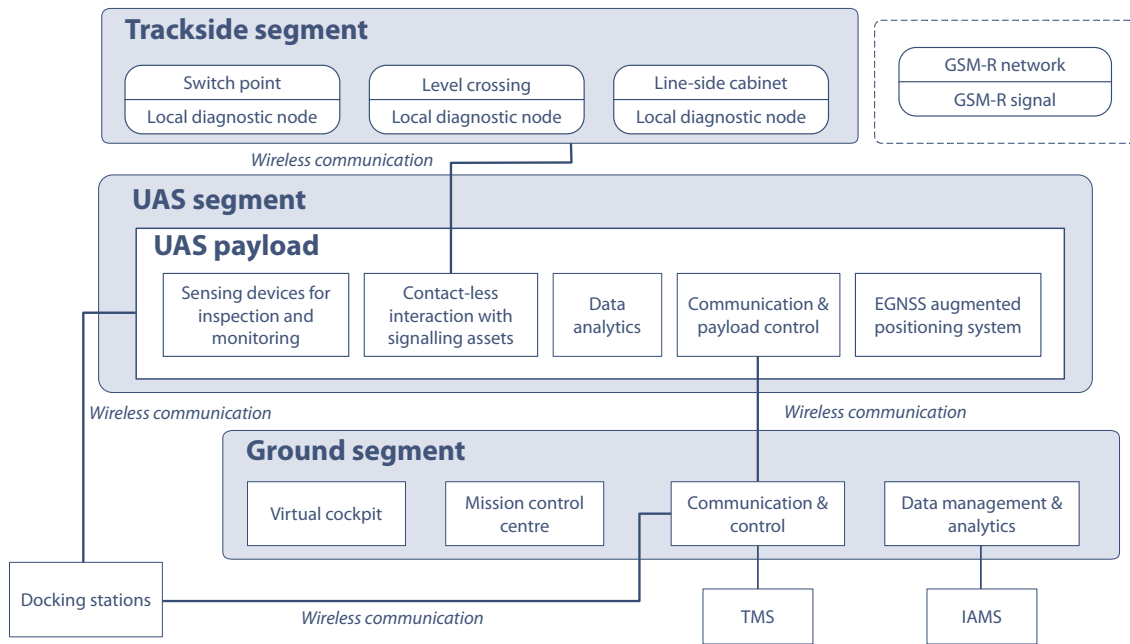 Trackside segment
Switch point
Local diagnostic node
Level crossing
Local diagnostic node
Line-side cabinet
Local diagnostic node
GSM-R network
GSM-R signal
Wireless communication
UAS segment
UAS payload
Sensing devices for
inspection and
monitoring
Contact-less
interaction with
signalling assets
Data
analytics
Communication &
payload control
EGNSS augmented
positioning system
Wireless communication
Wireless communication
Ground segment
Virtual cockpit
Mission control
centre
Communication &
control
Data management &
analytics
Docking stations
Wireless communication
TMS
IAMS